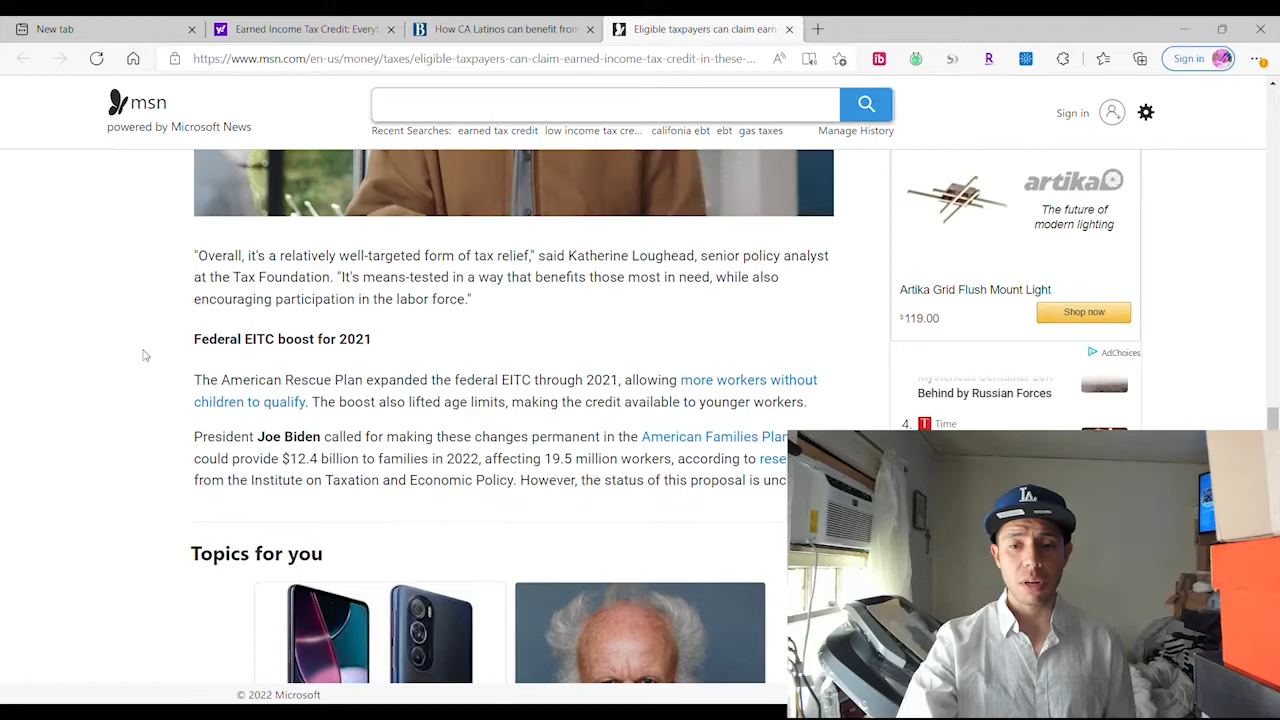 New tab
Earned Income Tax Credit: Everyt
How CA Latinos can benefit from
Eligible taxpayers can claim earn
https://www.msn.com/en-us/money/taxes/eligible-taxpayers-can-claim-earned-income-tax-credit-in-these-...
Sign in
msn
powered by Microsoft News
Recent Searches: earned tax credit low income tax cre... califonia ebt ebt gas taxes Manage History
Sign in
"Overall, it's a relatively well-targeted form of tax relief," said Katherine Loughead, senior policy analyst
at the Tax Foundation. "It's means-tested in a way that benefits those most in need, while also
encouraging participation in the labor force."
Federal EITC boost for 2021
The American Rescue Plan expanded the federal EITC through 2021, allowing more workers without
children to qualify. The boost also lifted age limits, making the credit available to younger workers.
President Joe Biden called for making these changes permanent in the American Families Plan
could provide $12.4 billion to families in 2022, affecting 19.5 million workers, according to rese
from the Institute on Taxation and Economic Policy. However, the status of this proposal is unc
Topics for you
© 2022 Microsoft
artika
The future of
modern lighting
Artika Grid Flush Mount Light
$119.00
Shop now
AdChoices
Mysterious Container Left
Behind by Russian Forces
4. T Time
LA